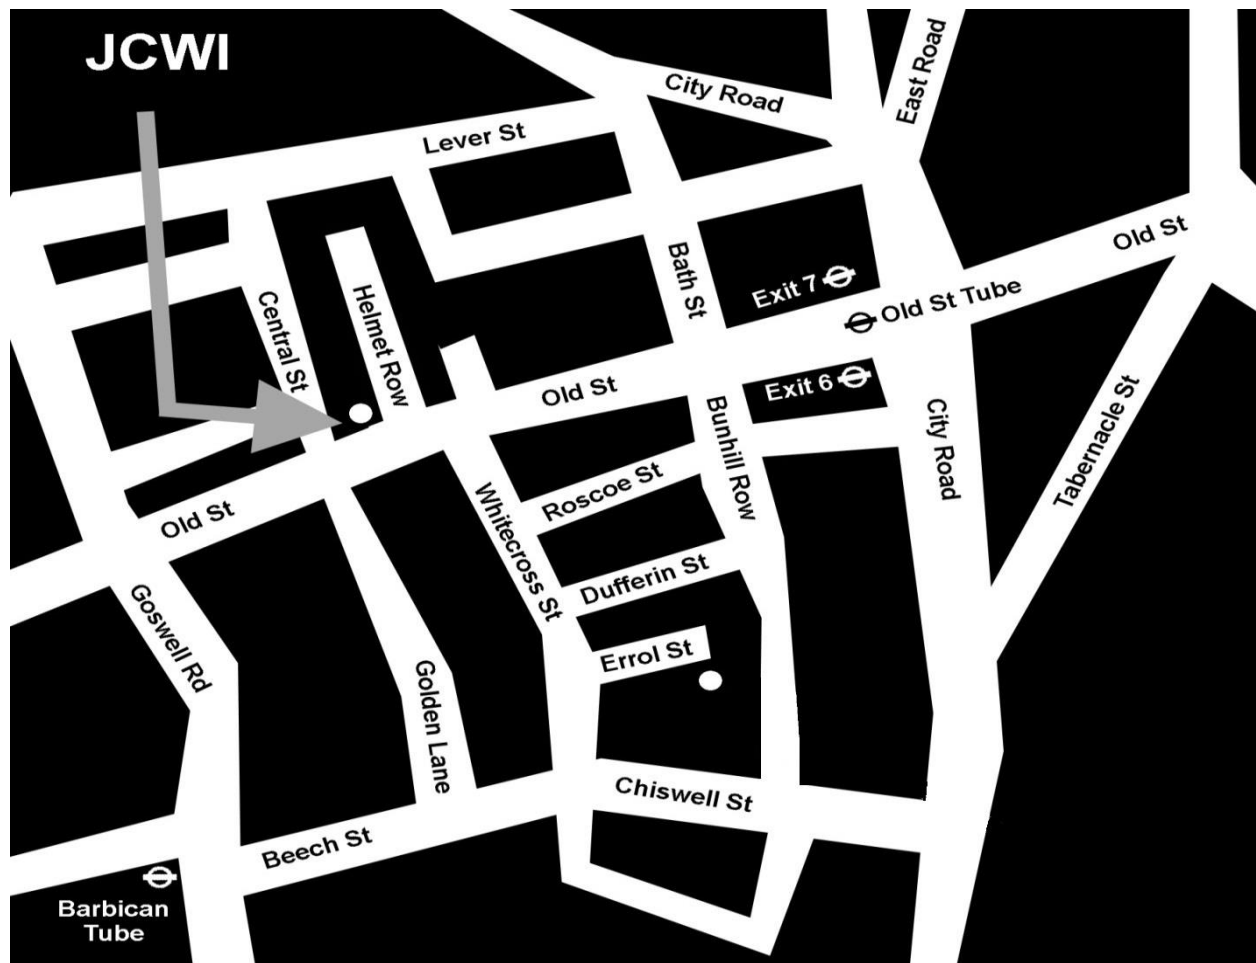 JCWI
City Road
East Road
Lever St
Old St
Bath St
Exit 7
Old St Tube
Central St
Helmet Row
Old St
Exit 6
Bunhill Row
City Road
Tabernacle St
Roscoe St
Whitecross St
Old St
Dufferin St
Goswell Rd
Errol St
Golden Lane
Chiswell St
Beech St
Barbican
Tube